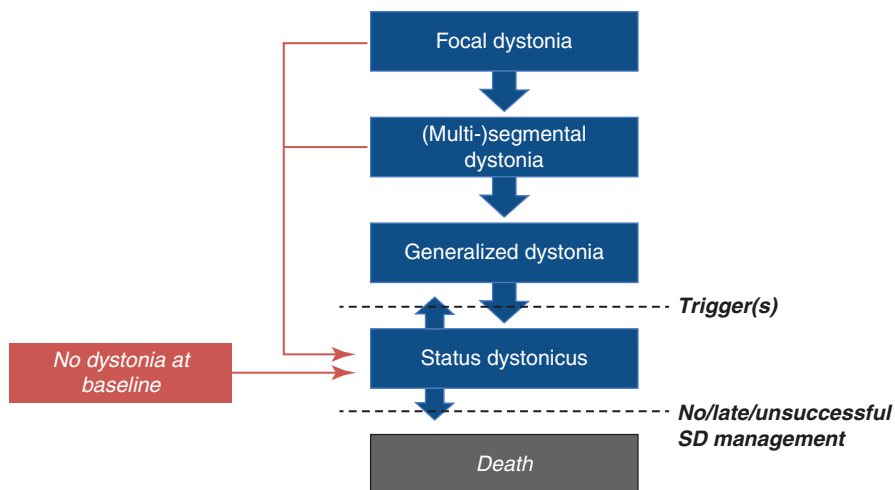 Focal dystonia
(Multi-)segmental
dystonia
Generalized dystonia
Trigger(s)
No dystonia at
baseline
Status dystonicus
No/late/unsuccessful
SD management
Death